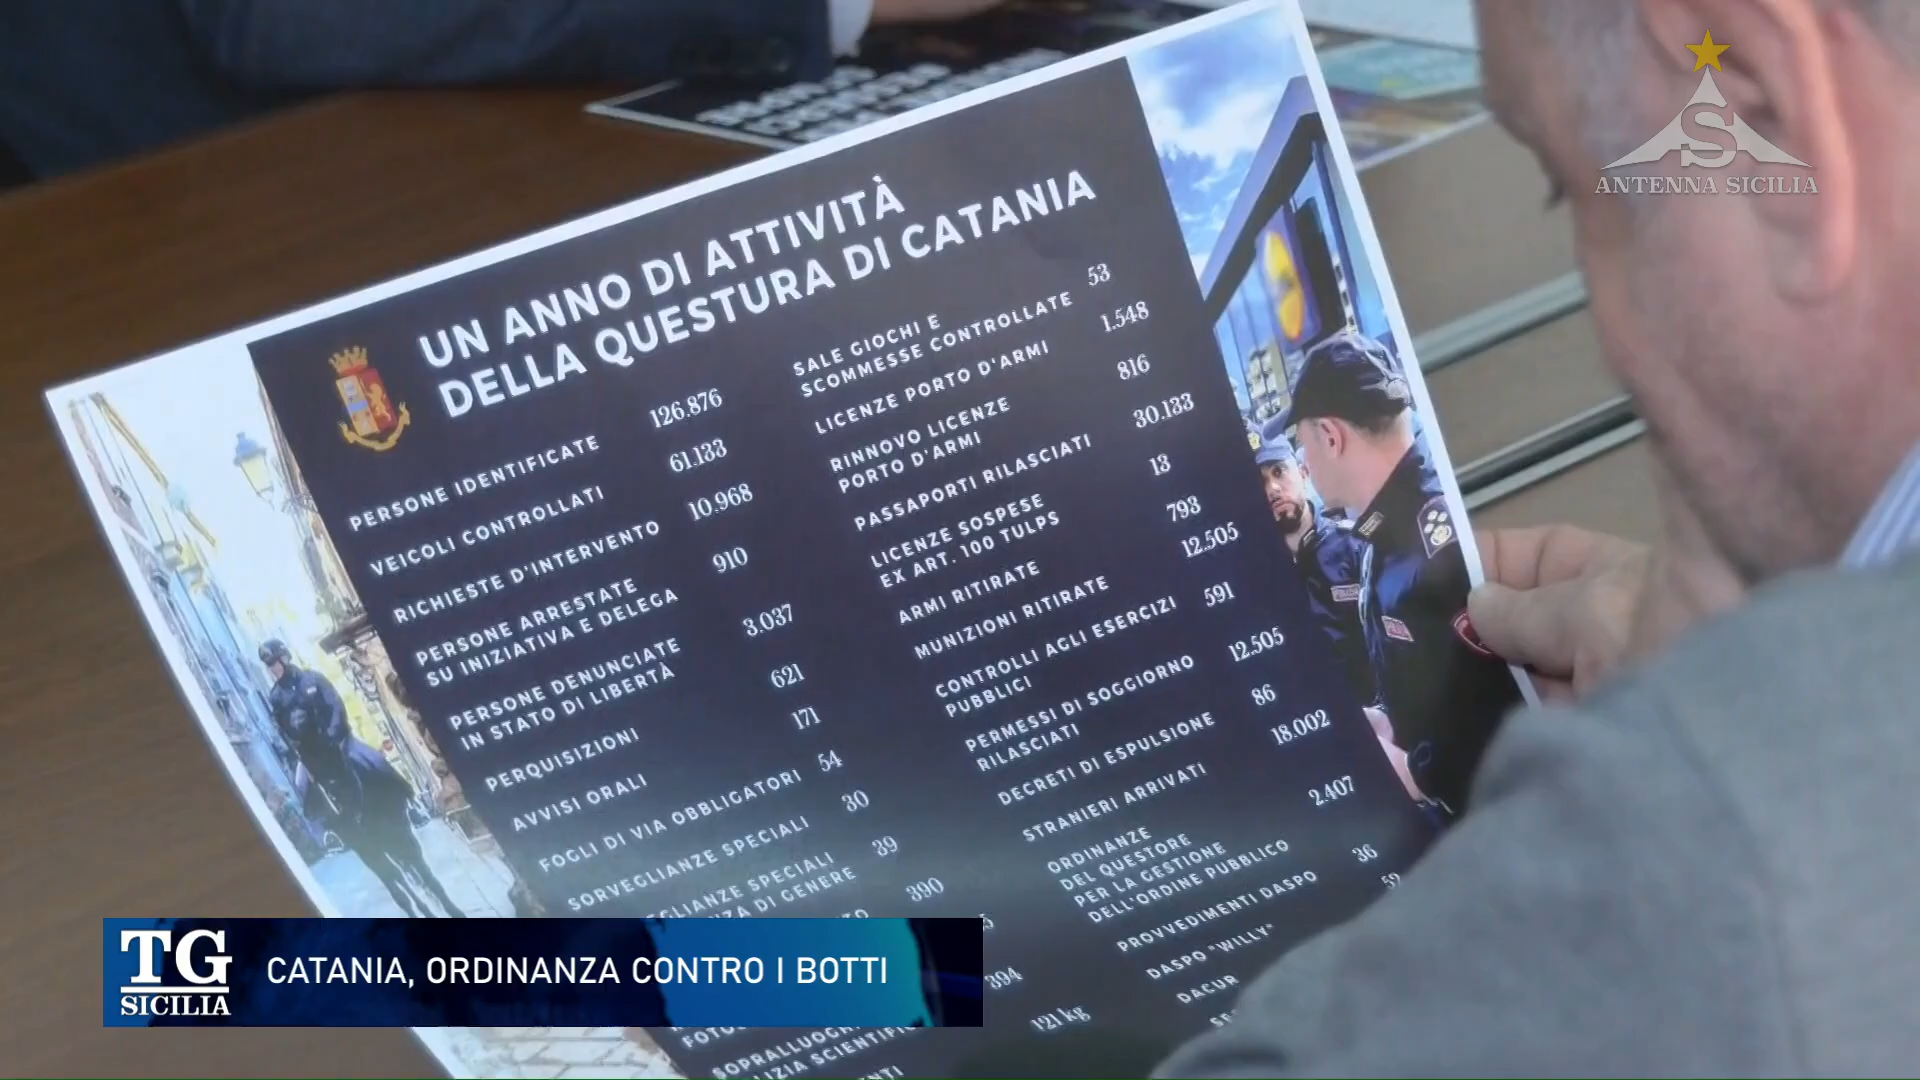 ANTENNA SICILIA
UN ANNO DI ATTIVITÀ
DELLA QUESTURA DI CATANIA
PERSONE IDENTIFICATE 126.876
VEICOLI CONTROLLATI 61.133
RICHIESTE D'INTERVENTO 10.968
PERSONE ARRESTATE
SU INIZIATIVA E DELEGA 910
PERSONE DENUNCIATE
IN STATO DI LIBERTÀ 3.037
PERQUISIZIONI 621
AVVISI ORALI 171
FOGLI DI VIA OBBLIGATORI 54
SORVEGLIANZE SPECIALI 30
SPECIALI 39
DI GENERE
390
SALE GIOCHI E
SCOMMESSE CONTROLLATE 53
LICENZE PORTO D'ARMI 1.548
RINNOVO LICENZE
PORTO D'ARMI 816
PASSAPORTI RILASCIATI 30.133
LICENZE SOSPESE
EX ART. 100 TULPS 13
ARMI RITIRATE 793
MUNIZIONI RITIRATE 12.505
CONTROLLI AGLI ESERCIZI
PUBBLICI 591
PERMESSI DI SOGGIORNO
RILASCIATI 12.505
DECRETI DI ESPULSIONE 86
STRANIERI ARRIVATI 18.002
ORDINANZE
DEL QUESTORE
PER LA GESTIONE
DELL'ORDINE PUBBLICO 2.407
PROVVEDIMENTI DASPO 36
DASPO "WILLY"
DACUR
394
121 kg
TG
SICILIA
CATANIA, ORDINANZA CONTRO I BOTTI